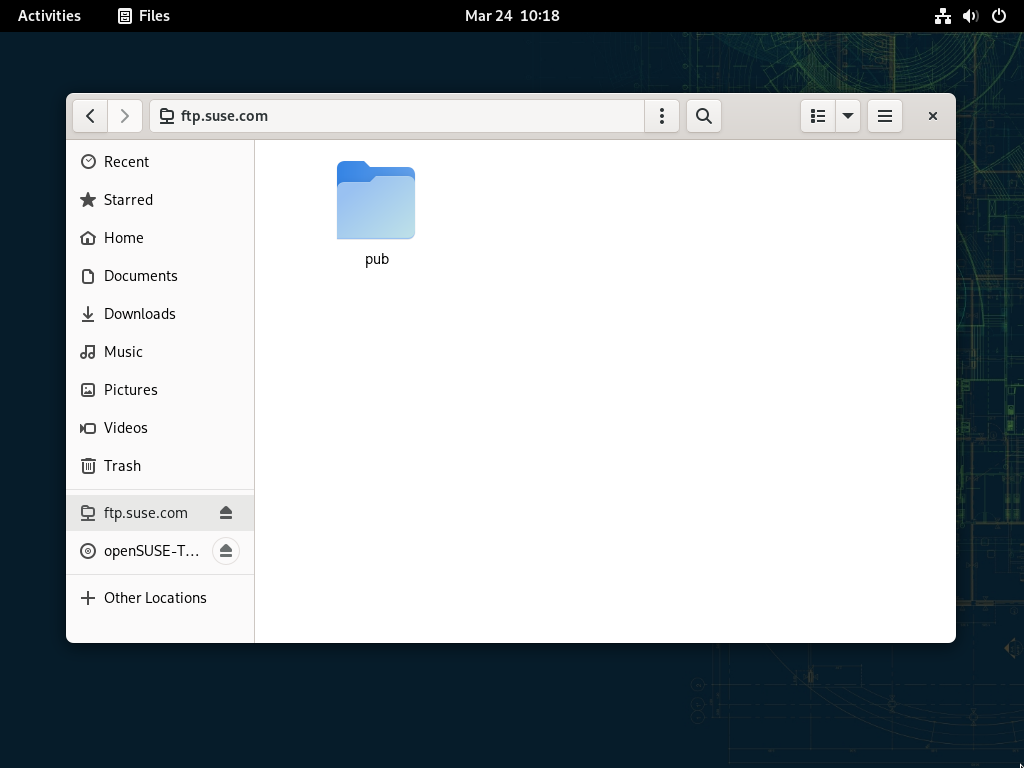 Activities Files Mar 24 10:18
ftp.suse.com
Recent
Starred
Home
Documents
Downloads
Music
Pictures
Videos
Trash
ftp.suse.com
openSUSE-T…
Other Locations
pub